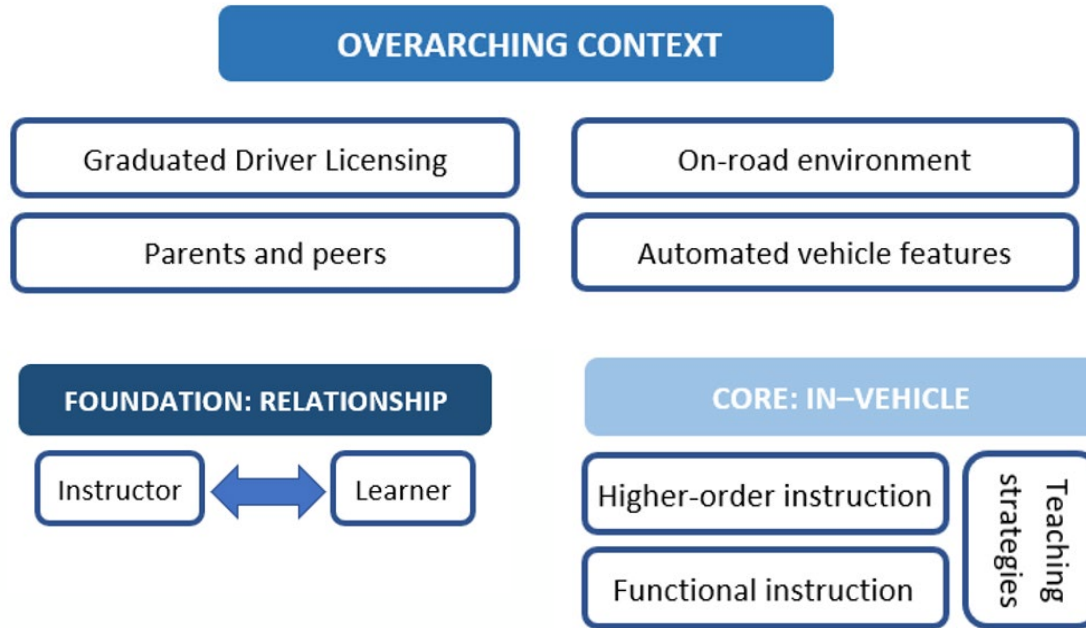 OVERARCHING CONTEXT
Graduated Driver Licensing
On-road environment
Parents and peers
Automated vehicle features
FOUNDATION: RELATIONSHIP
CORE: IN–VEHICLE
Instructor
Learner
Higher-order instruction
Functional instruction
Teaching
strategies